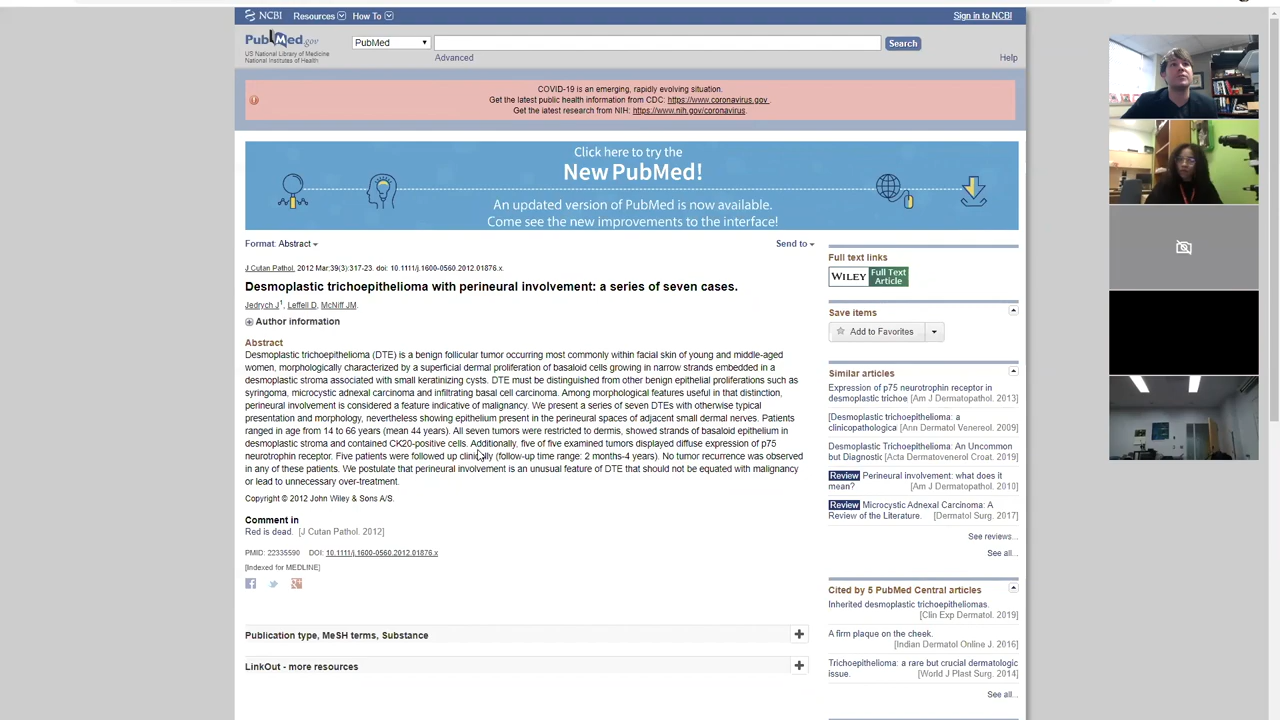 NCBI Resources How To Sign in to NCBI
PubMed.gov
US National Library of Medicine
National Institutes of Health
PubMed Search
Advanced Help
COVID-19 is an emerging, rapidly evolving situation.
Get the latest public health information from CDC: https://www.coronavirus.gov
Get the latest research from NIH: https://www.nih.gov/coronavirus.
Click here to try the
New PubMed!
An updated version of PubMed is now available.
Come see the new improvements to the interface!
Format: Abstract Send to
J Cutan Pathol. 2012 Mar;39(3):317-23. doi: 10.1111/j.1600-0560.2012.01876.x.
Desmoplastic trichoepithelioma with perineural involvement: a series of seven cases.
Jedrych J1, Leffell D, McNiff JM.
Author information
Abstract
Desmoplastic trichoepithelioma (DTE) is a benign follicular tumor occurring most commonly within facial skin of young and middle-aged
women, morphologically characterized by a superficial dermal proliferation of basaloid cells growing in narrow strands embedded in a
desmoplastic stroma associated with small keratinizing cysts. DTE must be distinguished from other benign epithelial proliferations such as
syringoma, microcystic adnexal carcinoma and infiltrating basal cell carcinoma. Among morphological features useful in that distinction,
perineural involvement is considered a feature indicative of malignancy. We present a series of seven DTEs with otherwise typical
presentation and morphology, nevertheless showing epithelium present in the perineural spaces of adjacent small dermal nerves. Patients
ranged in age from 14 to 66 years (mean 44 years). All seven tumors were restricted to dermis, showed strands of basaloid epithelium in
desmoplastic stroma and contained CK20-positive cells. Additionally, five of five examined tumors displayed diffuse expression of p75
neurotrophin receptor. Five patients were followed up clinically (follow-up time range: 2 months-4 years). No tumor recurrence was observed
in any of these patients. We postulate that perineural involvement is an unusual feature of DTE that should not be equated with malignancy
or lead to unnecessary over-treatment.
Copyright © 2012 John Wiley & Sons A/S.
Comment in
Red is dead. [J Cutan Pathol. 2012]
PMID: 22335590 DOI: 10.1111/j.1600-0560.2012.01876.x
[Indexed for MEDLINE]
Publication type, MeSH terms, Substance
LinkOut - more resources
Full text links
WILEY Full Text
Article
Save items
Add to Favorites
Similar articles
Expression of p75 neurotrophin receptor in
desmoplastic trichoe [Am J Dermatopathol. 2013]
[Desmoplastic trichoepithelioma: a
clinicopathologica [Ann Dermatol Venereol. 2009]
Desmoplastic Trichoepithelioma: An Uncommon
but Diagnostic [Acta Dermatovenerol Croat. 2019]
Review Perineural involvement: what does it
mean? [Am J Dermatopathol. 2010]
Review Microcystic Adnexal Carcinoma: A
Review of the Literature. [Dermatol Surg. 2017]
See reviews...
See all...
Cited by 5 PubMed Central articles
Inherited desmoplastic trichoepitheliomas.
[Clin Exp Dermatol. 2019]
A firm plaque on the cheek.
[Indian Dermatol Online J. 2016]
Trichoepithelioma: a rare but crucial dermatologic
issue. [World J Plast Surg. 2014]
See all...